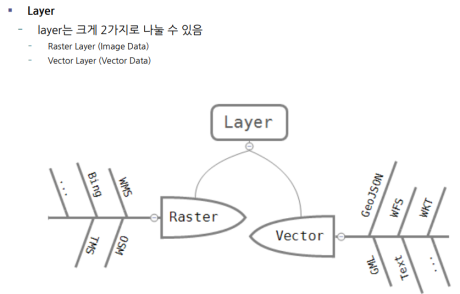 Layer
layer는 크게 2가지로 나눌 수 있음
Raster Layer (Image Data)
Vector Layer (Vector Data)
Layer
Raster
...
Bing
WMS
TMS
OSM
Vector
GeoJSON
WFS
WKT
GML
Text
...